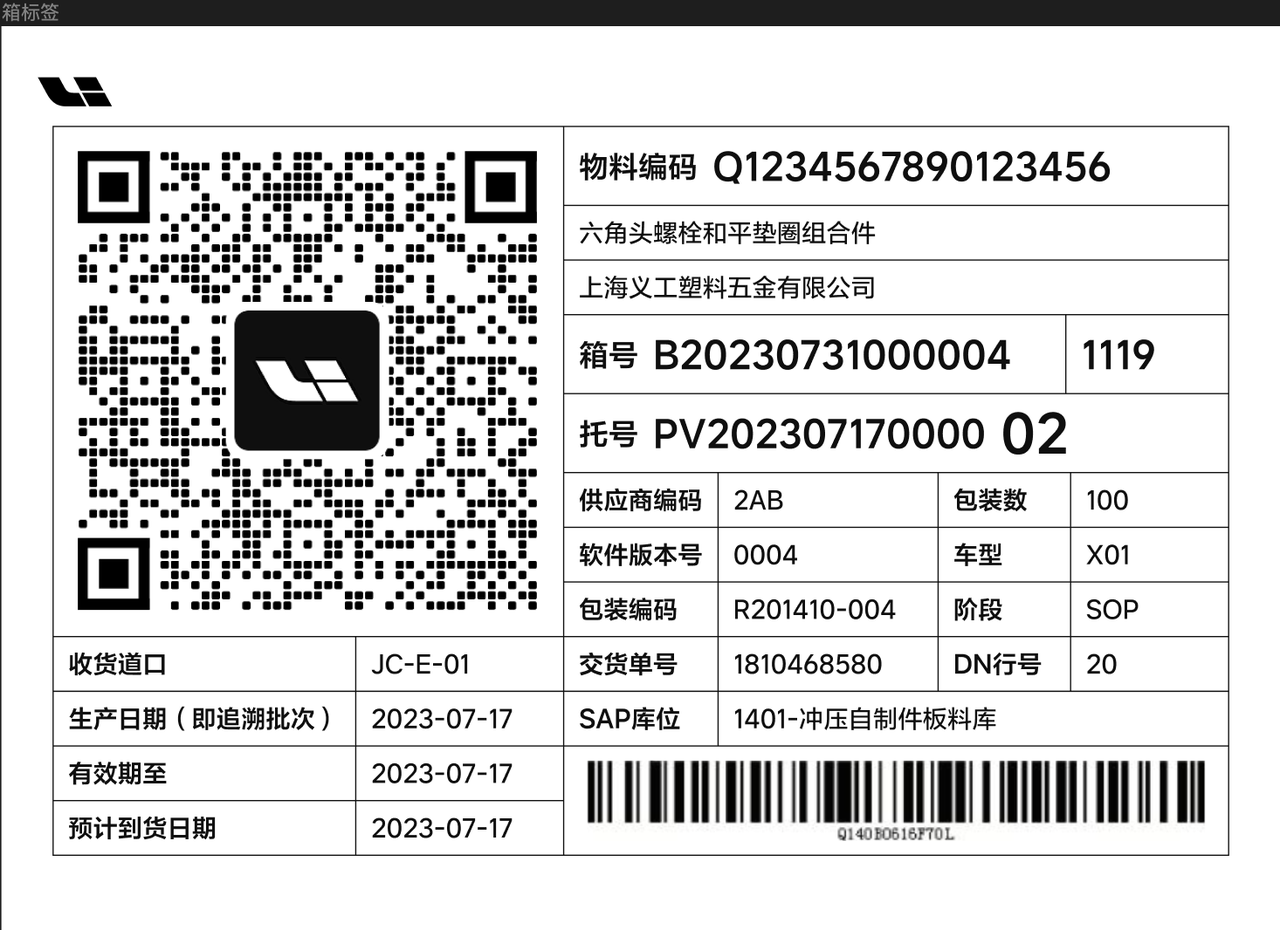 箱标签
物料编码 Q1234567890123456
六角头螺栓和平垫圈组合件
上海义工塑料五金有限公司
箱号 B20230731000004 1119
托号 PV202307170000 02
供应商编码 2AB 包装数 100
软件版本号 0004 车型 X01
包装编码 R201410-004 阶段 SOP
收货道口 JC-E-01 交货单号 1810468580 DN行号 20
生产日期（即追溯批次） 2023-07-17 SAP库位 1401-冲压自制件板料库
有效期至 2023-07-17
预计到货日期 2023-07-17
Q140B0616F70L